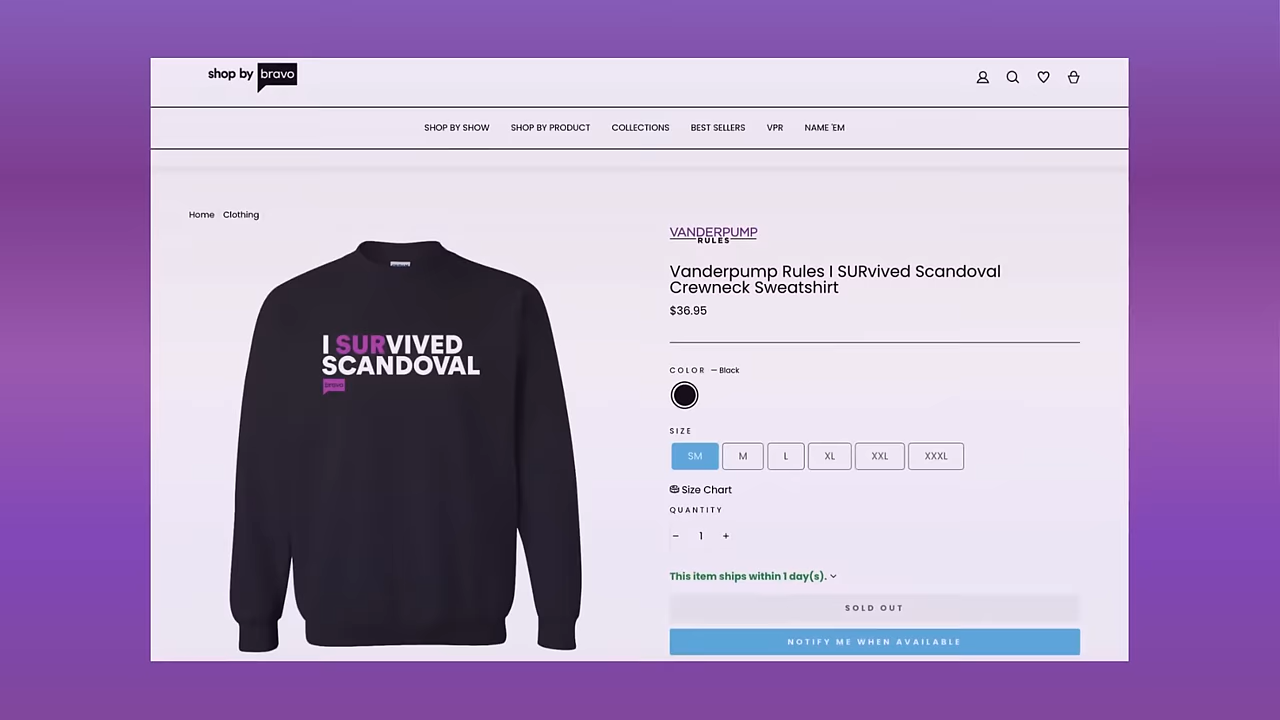 shop by bravo
SHOP BY SHOW SHOP BY PRODUCT COLLECTIONS BEST SELLERS VPR NAME 'EM
Home Clothing
I SURVIVED
SCANDOVAL
bravo
VANDERPUMP
RULES
Vanderpump Rules I SURvived Scandoval
Crewneck Sweatshirt
$36.95
COLOR — Black
SIZE
SM M L XL XXL XXXL
Size Chart
QUANTITY
− 1 +
This item ships within 1 day(s).
SOLD OUT
NOTIFY ME WHEN AVAILABLE